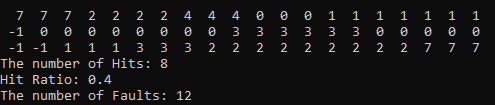 7 7 7 2 2 2 2 4 4 4 0 0 0 1 1 1 1 1 1 1
-1 0 0 0 0 0 0 0 0 3 3 3 3 3 3 0 0 0 0 0
-1 -1 1 1 1 3 3 3 2 2 2 2 2 2 2 2 2 7 7 7
The number of Hits: 8
Hit Ratio: 0.4
The number of Faults: 12